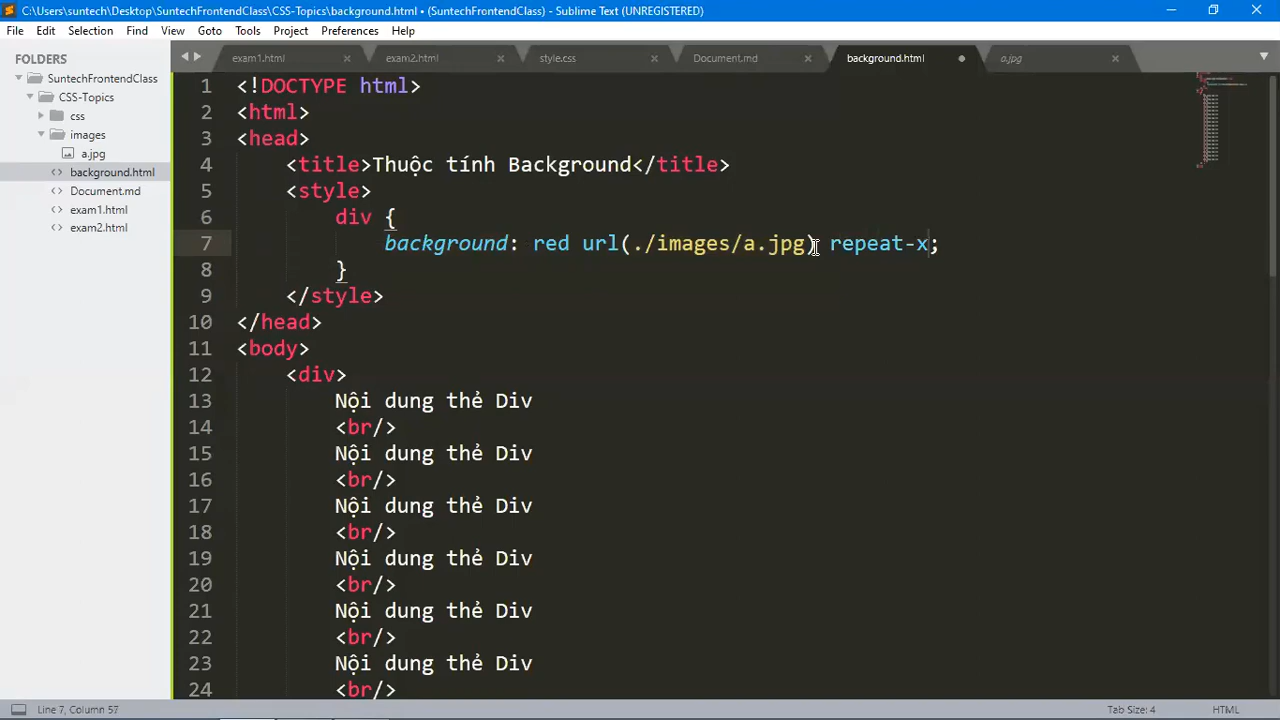 C:\Users\suntech\Desktop\SuntechFrontendClass\CSS-Topics\background.html • (SuntechFrontendClass) - Sublime Text (UNREGISTERED)
File Edit Selection Find View Goto Tools Project Preferences Help
FOLDERS
SuntechFrontendClass
CSS-Topics
css
images
a.jpg
background.html
Document.md
exam1.html
exam2.html
exam1.html exam2.html style.css Document.md background.html a.jpg
1 <!DOCTYPE html>
2 <html>
3 <head>
4 <title>Thuộc tính Background</title>
5 <style>
6 div {
7 background: red url(./images/a.jpg) repeat-x;
8 }
9 </style>
10 </head>
11 <body>
12 <div>
13 Nội dung thẻ Div
14 <br/>
15 Nội dung thẻ Div
16 <br/>
17 Nội dung thẻ Div
18 <br/>
19 Nội dung thẻ Div
20 <br/>
21 Nội dung thẻ Div
22 <br/>
23 Nội dung thẻ Div
24 <br/>
Line 7, Column 57 Tab Size: 4 HTML